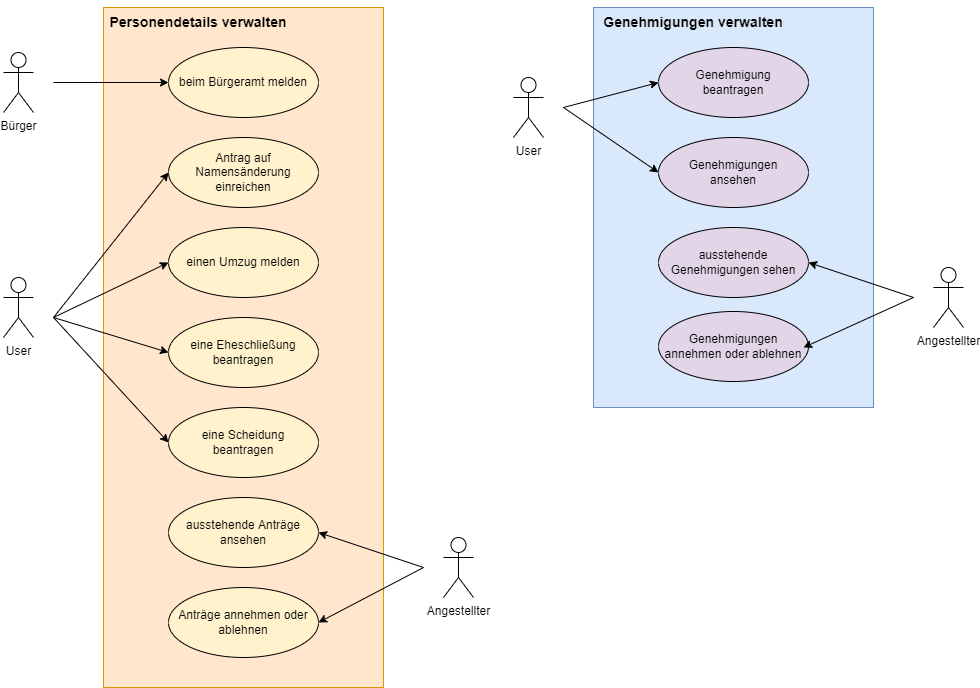 Personendetails verwalten
Bürger
beim Bürgeramt melden
Antrag auf
Namensänderung
einreichen
einen Umzug melden
User
eine Eheschließung
beantragen
eine Scheidung
beantragen
ausstehende Anträge
ansehen
Anträge annehmen oder
ablehnen
Angestellter
Genehmigungen verwalten
User
Genehmigung
beantragen
Genehmigungen
ansehen
ausstehende
Genehmigungen sehen
Genehmigungen
annehmen oder ablehnen
Angestellter